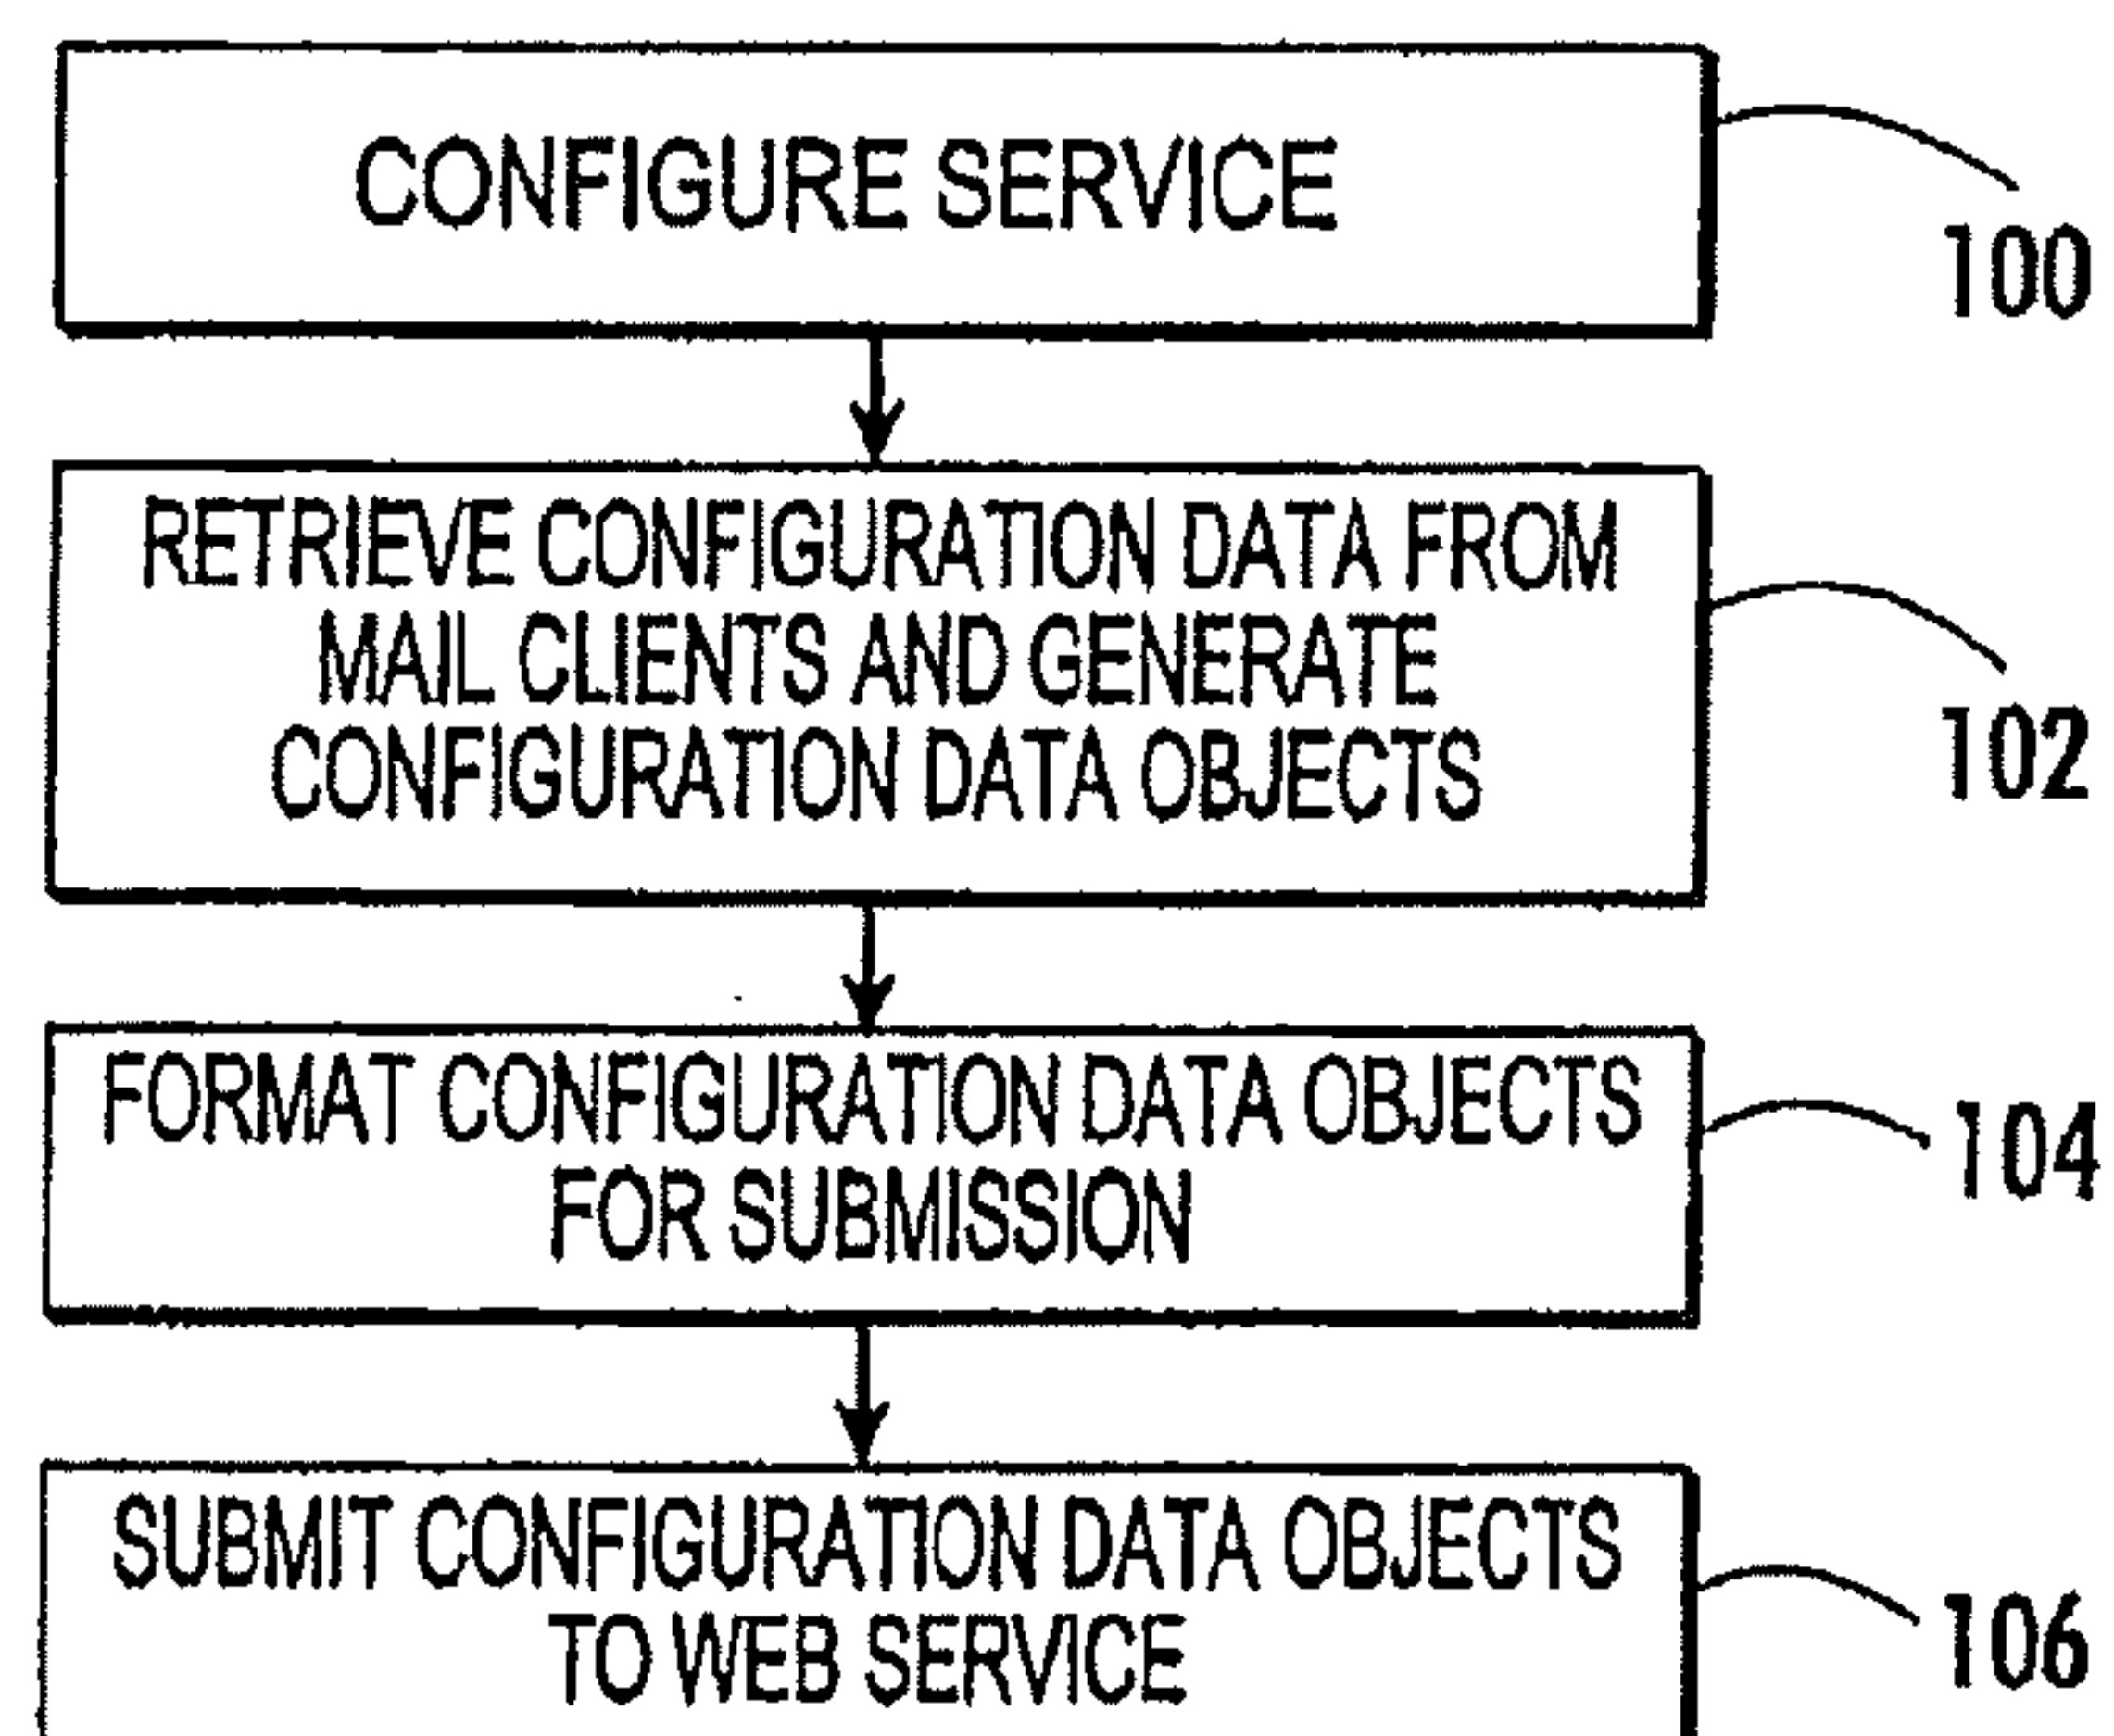 CONFIGURE SERVICE
100
RETRIEVE CONFIGURATION DATA FROM
MAIL CLIENTS AND GENERATE
CONFIGURATION DATA OBJECTS
102
FORMAT CONFIGURATION DATA OBJECTS
FOR SUBMISSION
104
SUBMIT CONFIGURATION DATA OBJECTS
TO WEB SERVICE
106